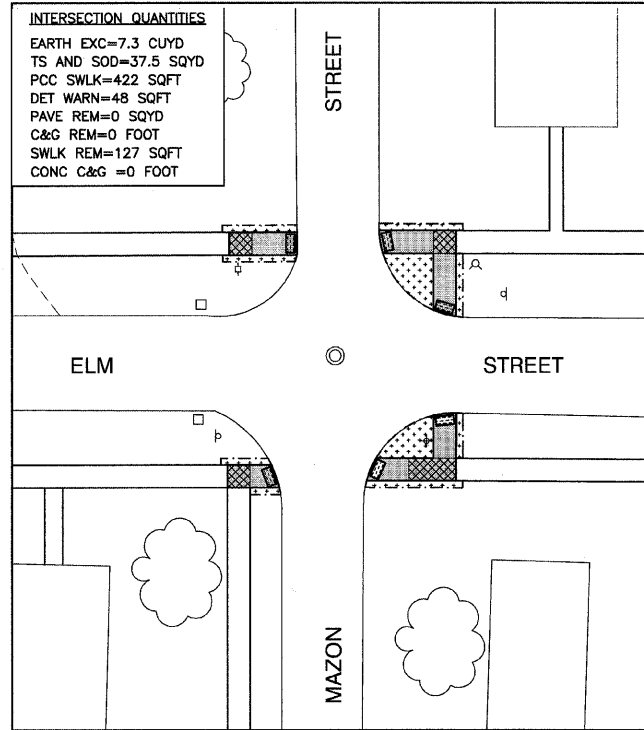 INTERSECTION QUANTITIES
EARTH EXC=7.3 CUYD
TS AND SOD=37.5 SQYD
PCC SWLK=422 SQFT
DET WARN=48 SQFT
PAVE REM=0 SQYD
C&G REM=0 FOOT
SWLK REM=127 SQFT
CONC C&G =0 FOOT
STREET
ELM
STREET
MAZON